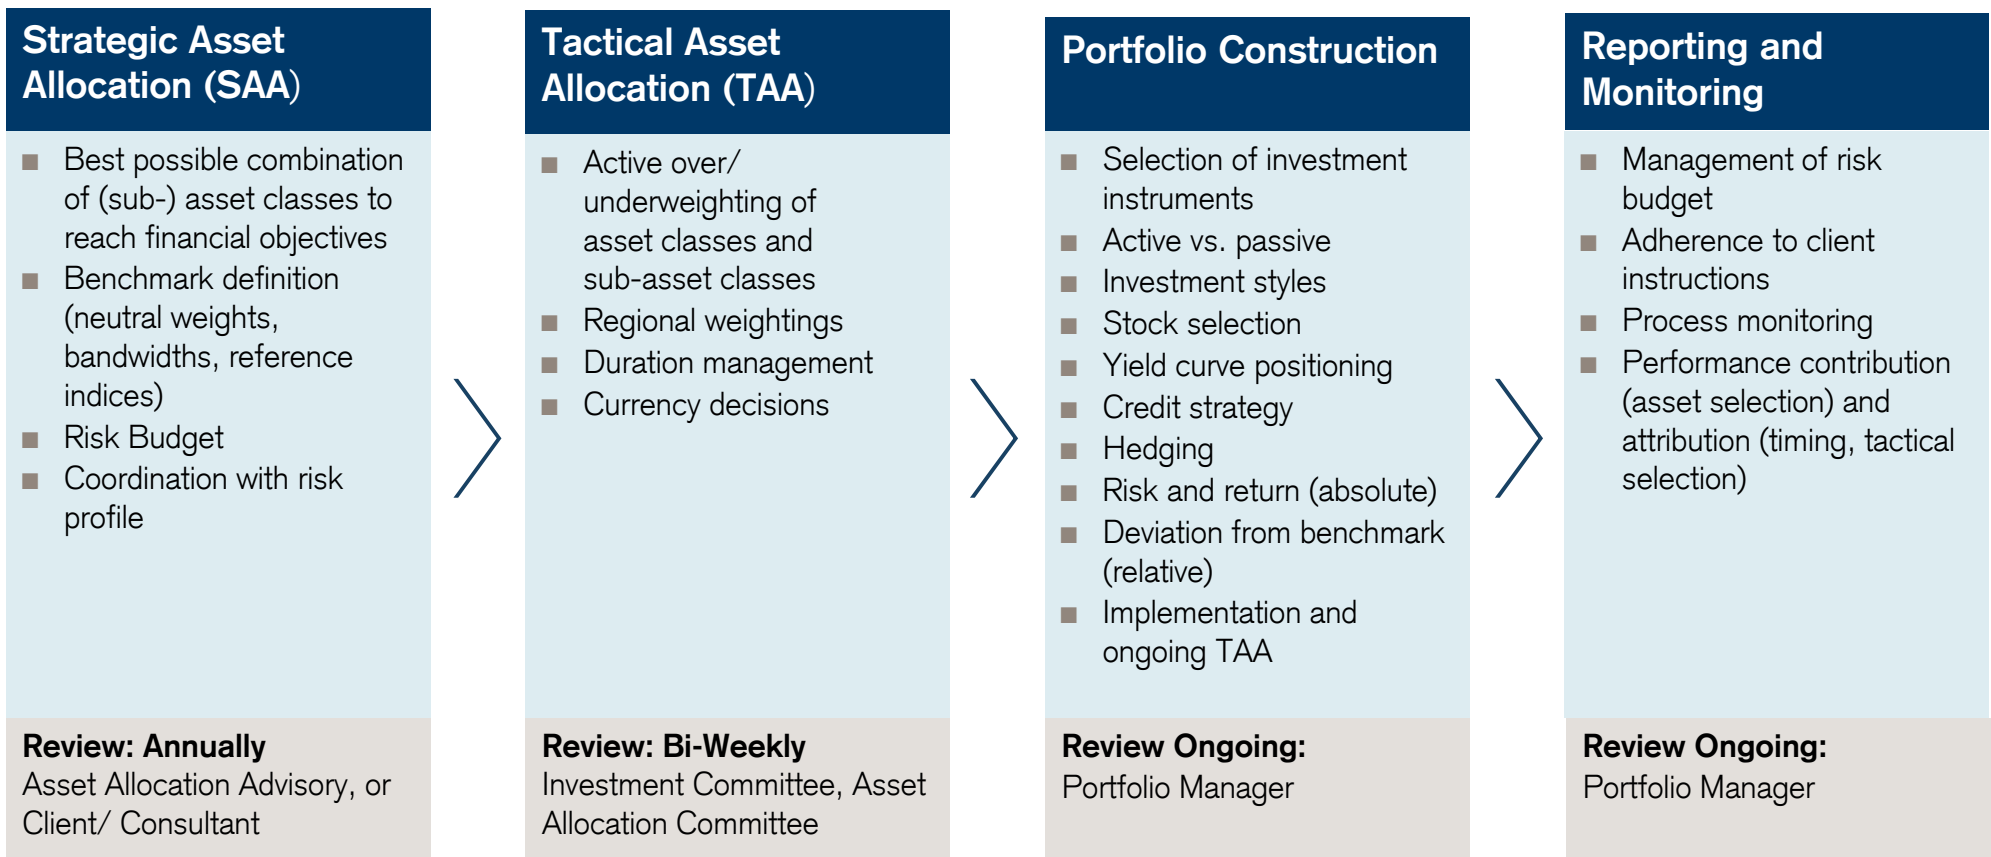 Strategic Asset
Allocation (SAA)
■ Best possible combination
of (sub-) asset classes to
reach financial objectives
■ Benchmark definition
(neutral weights,
bandwidths, reference
indices)
■ Risk Budget
■ Coordination with risk
profile
Review: Annually
Asset Allocation Advisory, or
Client/ Consultant
Tactical Asset
Allocation (TAA)
■ Active over/
underweighting of
asset classes and
sub-asset classes
■ Regional weightings
■ Duration management
■ Currency decisions
Review: Bi-Weekly
Investment Committee, Asset
Allocation Committee
Portfolio Construction
■ Selection of investment
instruments
■ Active vs. passive
■ Investment styles
■ Stock selection
■ Yield curve positioning
■ Credit strategy
■ Hedging
■ Risk and return (absolute)
■ Deviation from benchmark
(relative)
■ Implementation and
ongoing TAA
Review Ongoing:
Portfolio Manager
Reporting and
Monitoring
■ Management of risk
budget
■ Adherence to client
instructions
■ Process monitoring
■ Performance contribution
(asset selection) and
attribution (timing, tactical
selection)
Review Ongoing:
Portfolio Manager